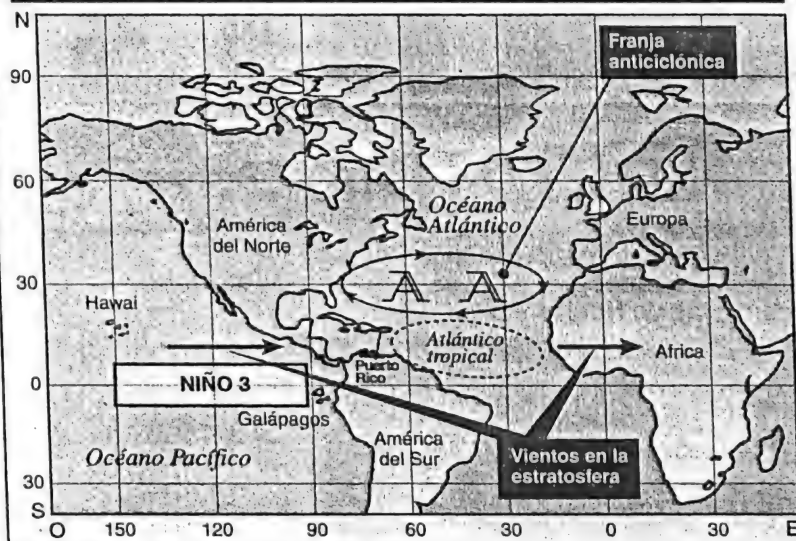 N
Franja
anticiclónica
90
60
Océano
Atlántico
América
del Norte
Europa
30
A A
Hawai
Atlántico
tropical
Africa
Puerto
Rico
NIÑO 3
0
Galápagos
América
del Sur
Océano Pacífico
Vientos en la
estratosfera
30
S
O 150 120 90 60 30 0 30 E